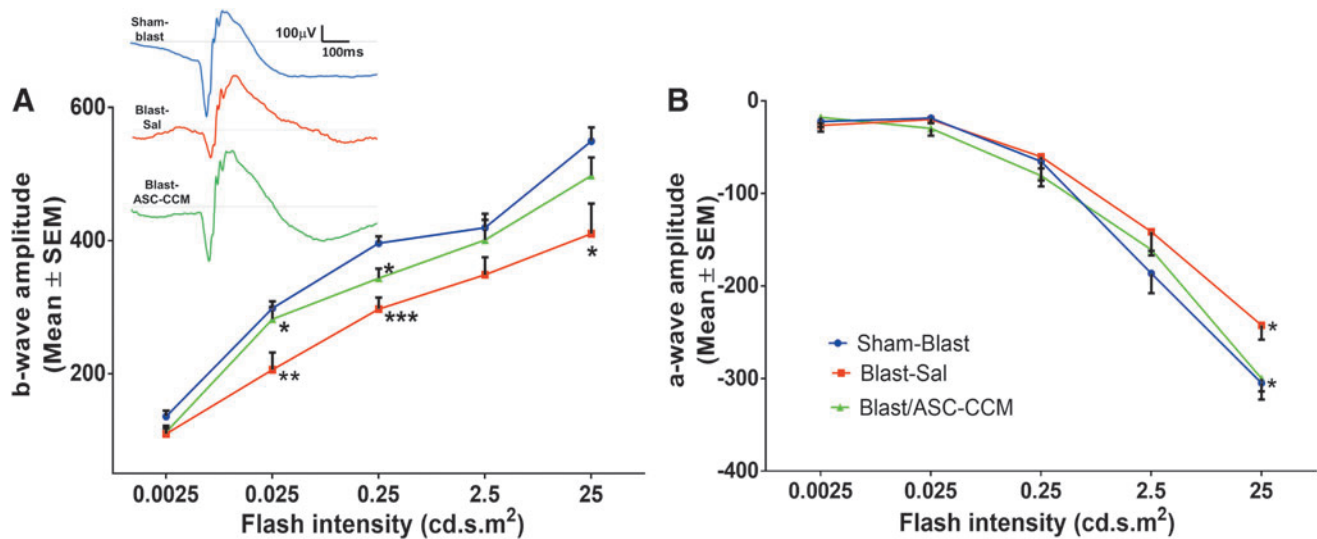 Sham-
blast
100μV
100ms
Blast-
Sal
Blast-
ASC-CCM
A
b-wave amplitude
(Mean ± SEM)
600
400
200
*
**
*
***
*
0.0025 0.025 0.25 2.5 25
Flash intensity (cd.s.m²)
B
a-wave amplitude
(Mean ± SEM)
0
-100
-200
-300
-400
*
*
Sham-Blast
Blast-Sal
Blast/ASC-CCM
0.0025 0.025 0.25 2.5 25
Flash intensity (cd.s.m²)